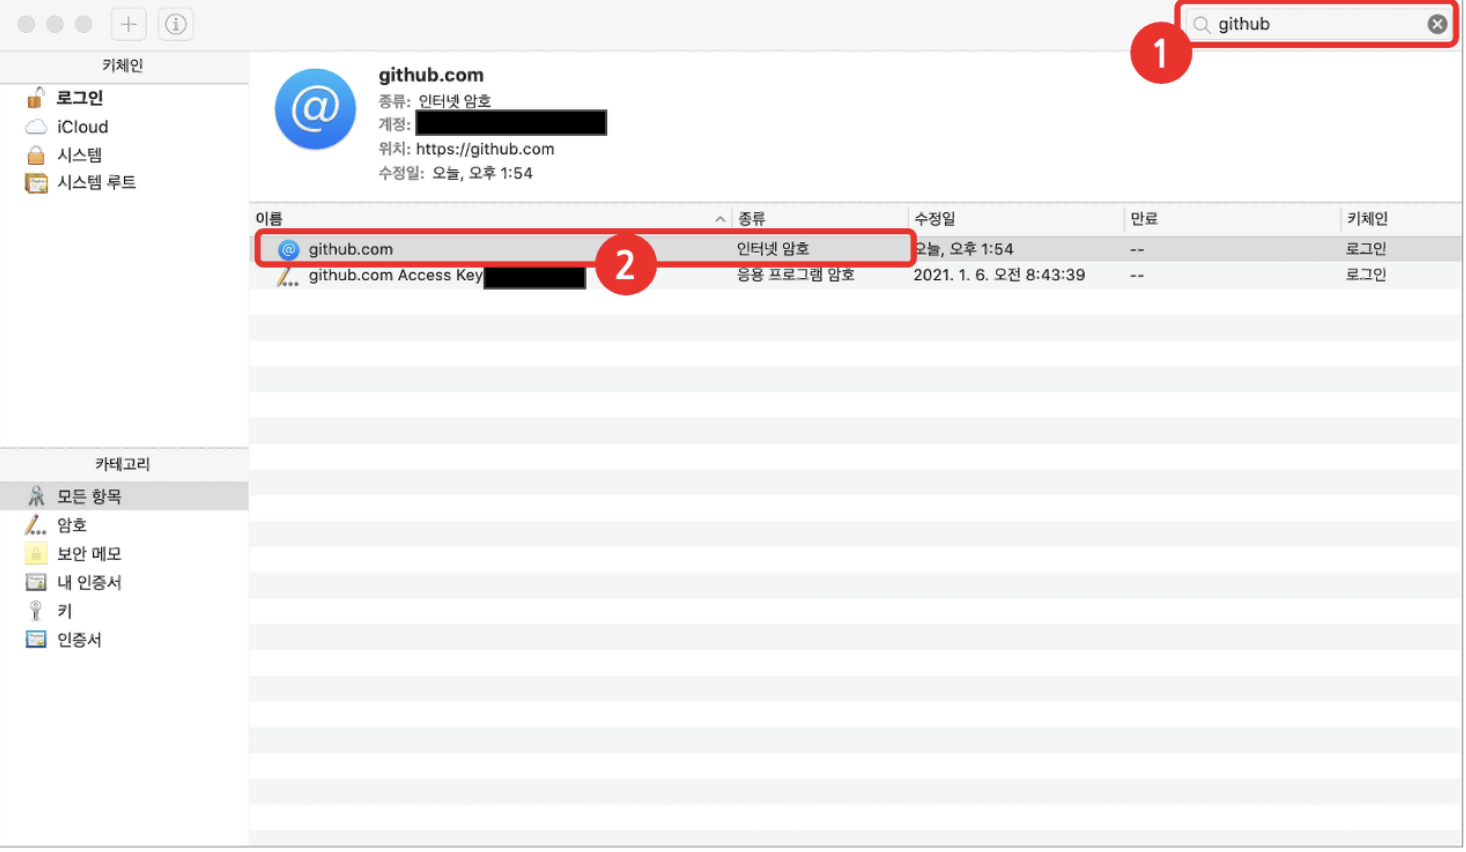 github
1
키체인
로그인
iCloud
시스템
시스템 루트
github.com
종류: 인터넷 암호
계정:
위치: https://github.com
수정일: 오늘, 오후 1:54
이름 종류 수정일 만료 키체인
github.com 인터넷 암호 오늘, 오후 1:54 -- 로그인
2
github.com Access Key 응용 프로그램 암호 2021. 1. 6. 오전 8:43:39 -- 로그인
카테고리
모든 항목
암호
보안 메모
내 인증서
키
인증서